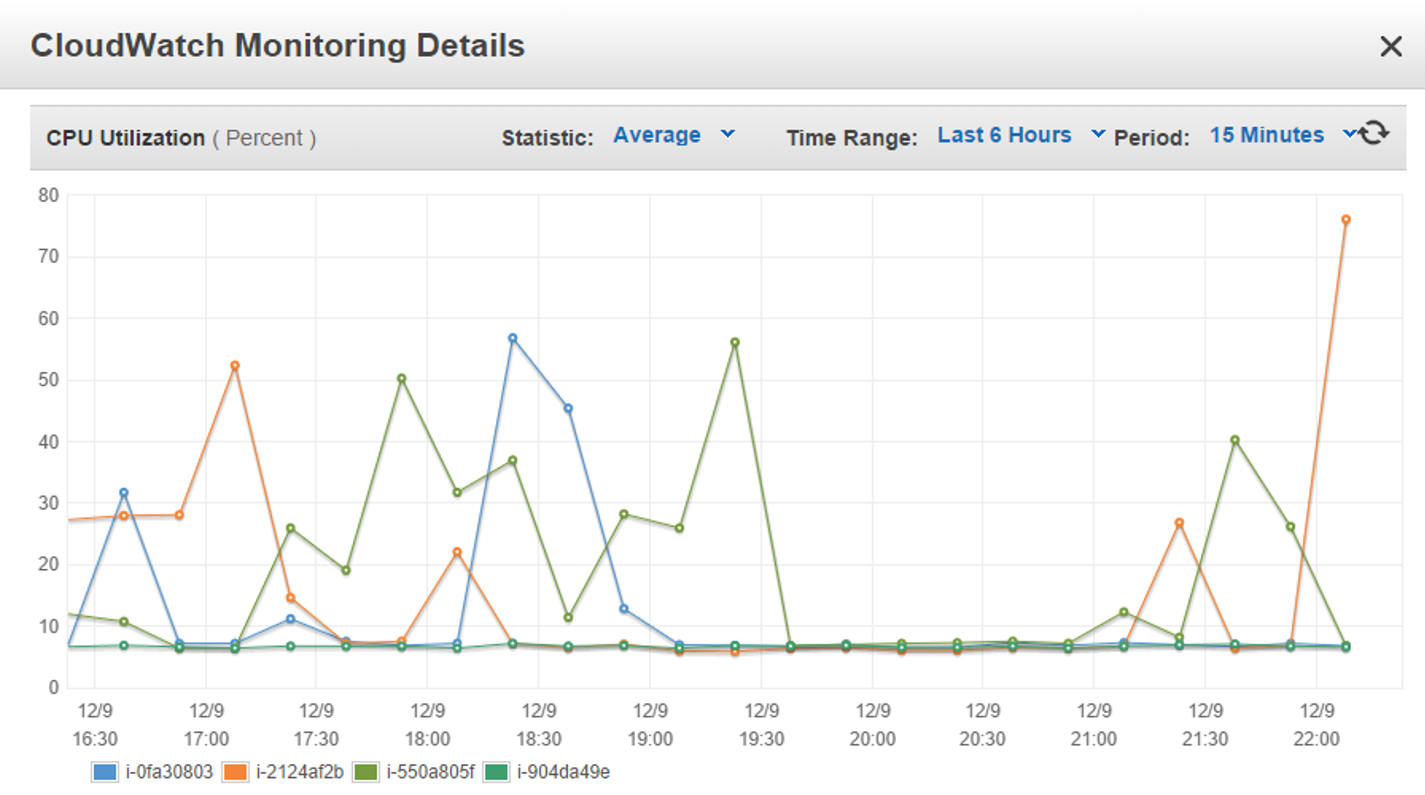 CloudWatch Monitoring Details
CPU Utilization ( Percent ) Statistic: Average Time Range: Last 6 Hours Period: 15 Minutes
80
70
60
50
40
30
20
10
0
12/9 12/9 12/9 12/9 12/9 12/9 12/9 12/9 12/9 12/9 12/9 12/9
16:30 17:00 17:30 18:00 18:30 19:00 19:30 20:00 20:30 21:00 21:30 22:00
i-0fa30803 i-2124af2b i-550a805f i-904da49e